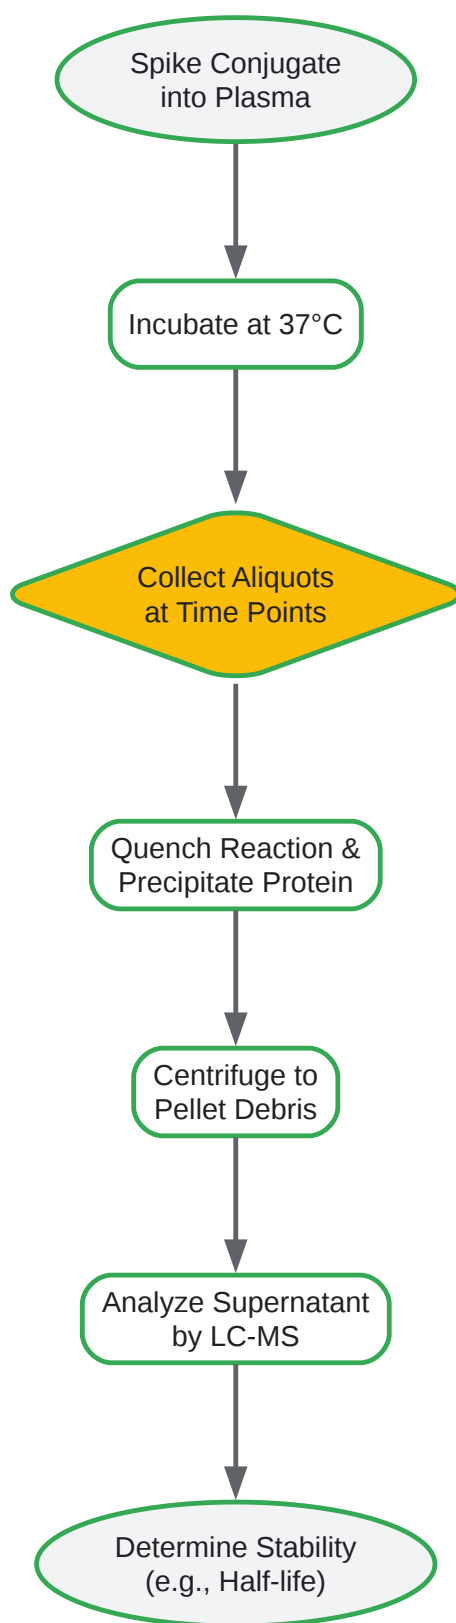 Spike Conjugate
into Plasma
Incubate at 37°C
Collect Aliquots
at Time Points
Quench Reaction &
Precipitate Protein
Centrifuge to
Pellet Debris
Analyze Supernatant
by LC-MS
Determine Stability
(e.g., Half-life)